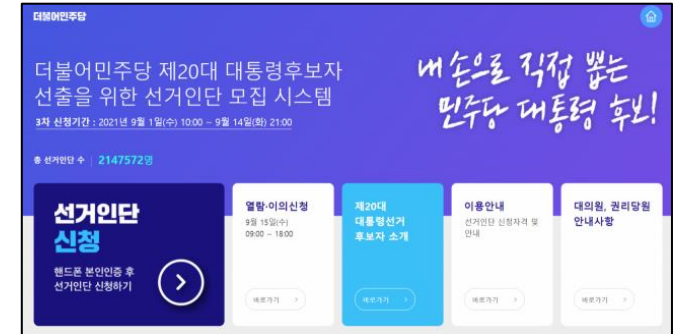 더불어민주당
더불어민주당 제20대 대통령후보자
선출을 위한 선거인단 모집 시스템
3차 신청기간 : 2021년 9월 1일(수) 10:00 ~ 9월 14일(화) 21:00
총 선거인단 수 | 2147572명
내 손으로 직접 뽑는
민주당 대통령 후보!
선거인단
신청
핸드폰 본인인증 후
선거인단 신청하기
열람·이의신청
9월 15일(수)
09:00 ~ 18:00
바로가기
제20대
대통령선거
후보자 소개
바로가기
이용안내
선거인단 신청자격 및
안내
바로가기
대의원, 권리당원
안내사항
바로가기